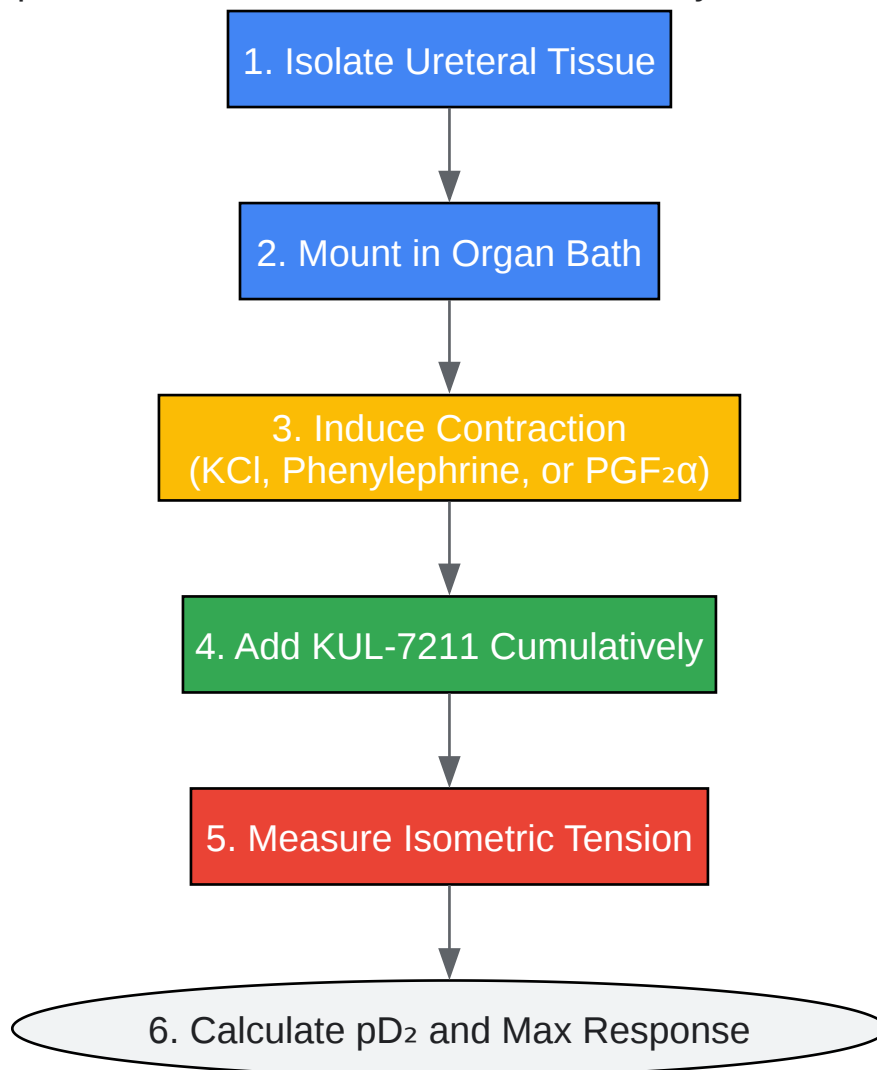 1. Isolate Ureteral Tissue
2. Mount in Organ Bath
3. Induce Contraction
(KCl, Phenylephrine, or PGF₂α)
4. Add KUL-7211 Cumulatively
5. Measure Isometric Tension
6. Calculate pD₂ and Max Response